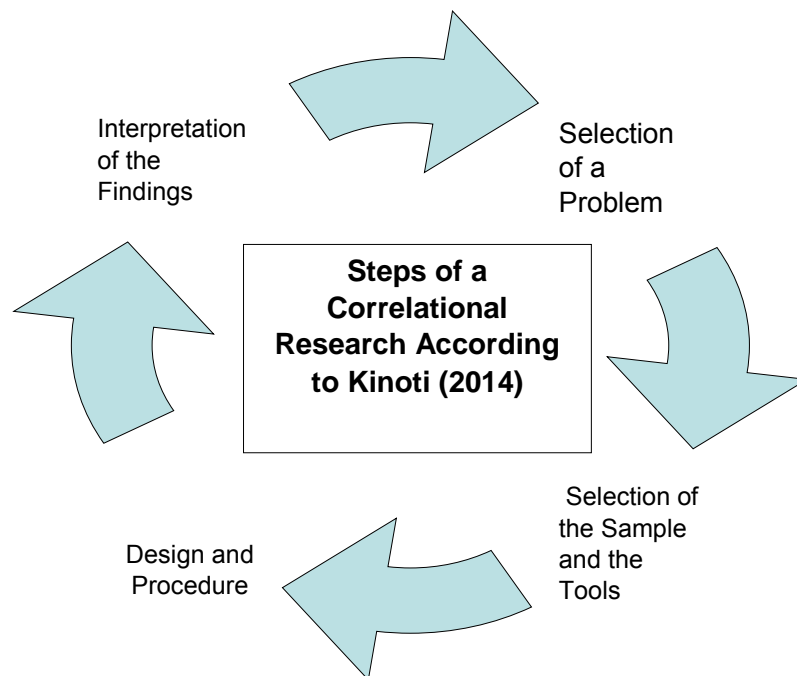 Interpretation
of the
Findings
Selection
of a
Problem
Steps of a
Correlational
Research According
to Kinoti (2014)
Selection of
the Sample
and the
Tools
Design and
Procedure